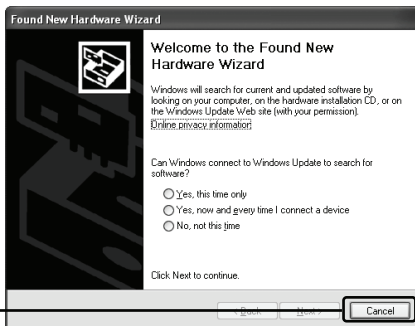 Found New Hardware Wizard
Welcome to the Found New
Hardware Wizard
Windows will search for current and updated software by
looking on your computer, on the hardware installation CD, or on
the Windows Update Web site (with your permission).
Online privacy information
Can Windows connect to Windows Update to search for
software?
Yes, this time only
Yes, now and every time I connect a device
No, not this time
Click Next to continue.
< Back
Next >
Cancel